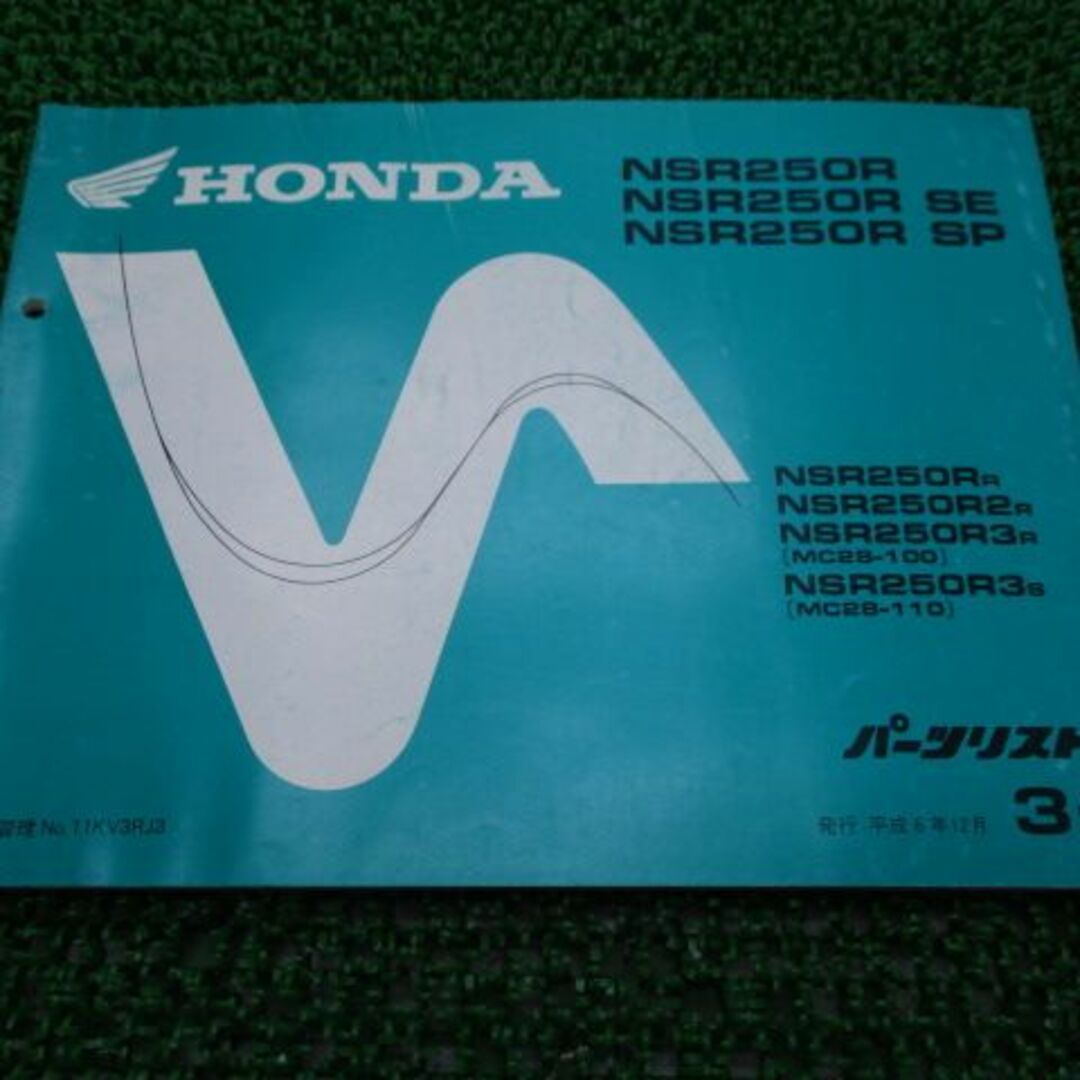 HONDA
NSR250R
NSR250R SE
NSR250R SP
NSR250RR
NSR250R2R
NSR250R3R
(MC28-100)
NSR250R3S
(MC28-110)
パーツリスト
管理 No.11KV3RJ3
発行 平成6年12月 3